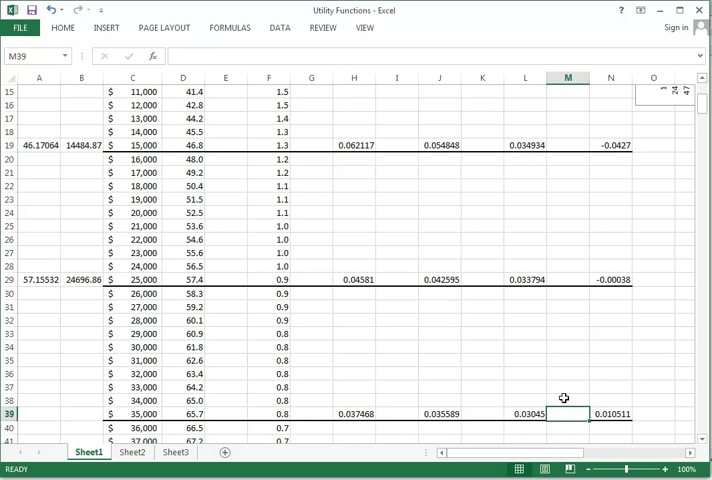 Utility Functions - Excel
Sign in
FILE HOME INSERT PAGE LAYOUT FORMULAS DATA REVIEW VIEW
M39 fx
A B C D E F G H I J K L M N O
15 $ 11,000 41.4 1.5 1 24 47
16 $ 12,000 42.8 1.5
17 $ 13,000 44.2 1.4
18 $ 14,000 45.5 1.3
19 46.17064 14484.87 $ 15,000 46.8 1.3 0.062117 0.054848 0.034934 -0.0427
20 $ 16,000 48.0 1.2
21 $ 17,000 49.2 1.2
22 $ 18,000 50.4 1.1
23 $ 19,000 51.5 1.1
24 $ 20,000 52.5 1.1
25 $ 21,000 53.6 1.0
26 $ 22,000 54.6 1.0
27 $ 23,000 55.6 1.0
28 $ 24,000 56.5 1.0
29 57.15532 24696.86 $ 25,000 57.4 0.9 0.04581 0.042595 0.033794 -0.00038
30 $ 26,000 58.3 0.9
31 $ 27,000 59.2 0.9
32 $ 28,000 60.1 0.9
33 $ 29,000 60.9 0.8
34 $ 30,000 61.8 0.8
35 $ 31,000 62.6 0.8
36 $ 32,000 63.4 0.8
37 $ 33,000 64.2 0.8
38 $ 34,000 65.0 0.8
39 $ 35,000 65.7 0.8 0.037468 0.035589 0.03045 0.010511
40 $ 36,000 66.5 0.7
41 $ 37,000 67.2 0.7
Sheet1 Sheet2 Sheet3
READY 100%